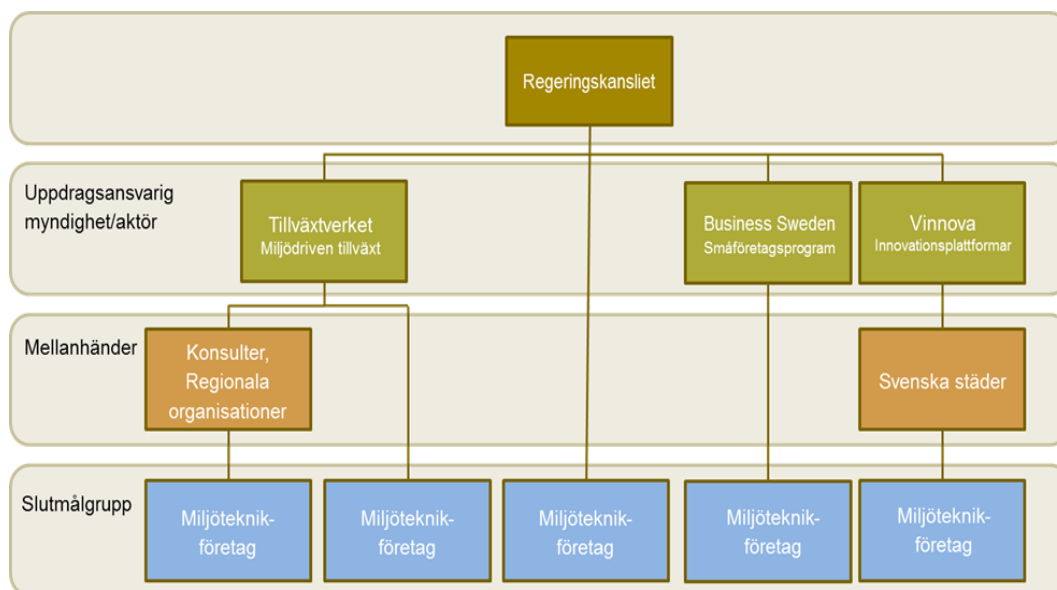 Regeringskansliet
Uppdragsansvarig
myndighet/aktör
Tillväxtverket
Miljödriven tillväxt
Business Sweden
Småföretagsprogram
Vinnova
Innovationsplattformar
Mellanhänder
Konsulter,
Regionala
organisationer
Svenska städer
Slutmålgrupp
Miljöteknik-
företag
Miljöteknik-
företag
Miljöteknik-
företag
Miljöteknik-
företag
Miljöteknik-
företag